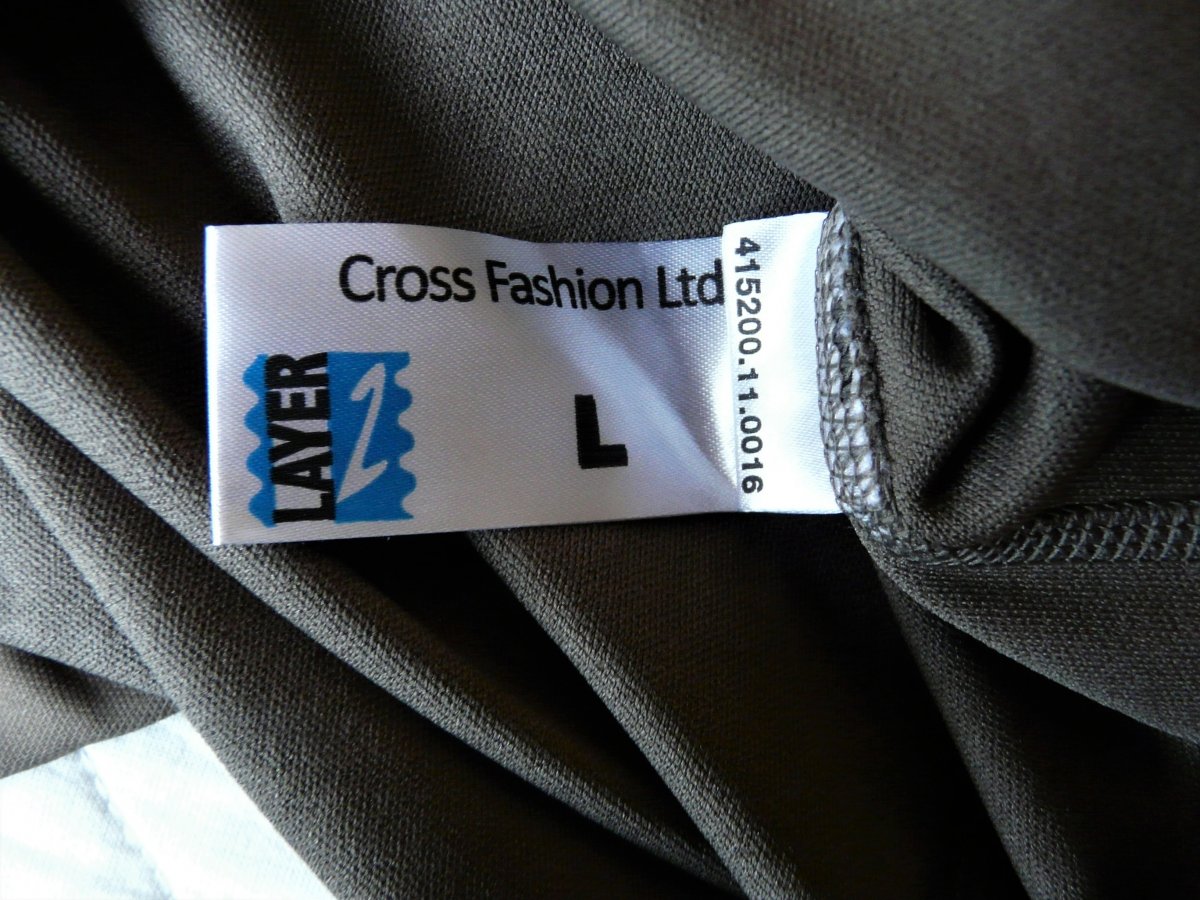 Cross Fashion Ltd
LAYER
2
L
415200.11.0016